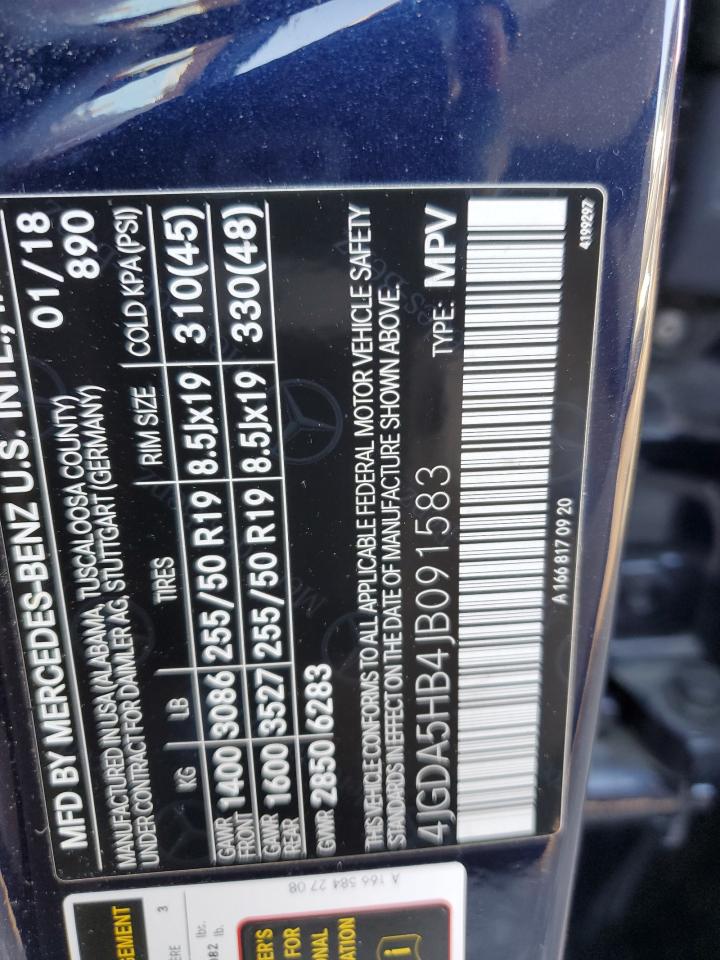 MFD BY MERCEDES-BENZ U.S. INTL.,
01/18
MANUFACTURED IN USA (ALABAMA, TUSCALOOSA COUNTY)
890
UNDER CONTRACT FOR DAIMLER AG, STUTTGART (GERMANY)
KG LB TIRES RIM SIZE COLD KPA (PSI)
GAWR FRONT 1400 3086 255/50 R19 8.5Jx19 310(45)
GAWR REAR 1600 3527 255/50 R19 8.5Jx19 330(48)
GVWR 2850 6283
THIS VEHICLE CONFORMS TO ALL APPLICABLE FEDERAL MOTOR VEHICLE SAFETY
STANDARDS IN EFFECT ON THE DATE OF MANUFACTURE SHOWN ABOVE.
4JGDA5HB4JB091583 TYPE: MPV
A 166 817 09 20
4199297
A 166 584 27 08
3
lbs.
lb.
FOR
i